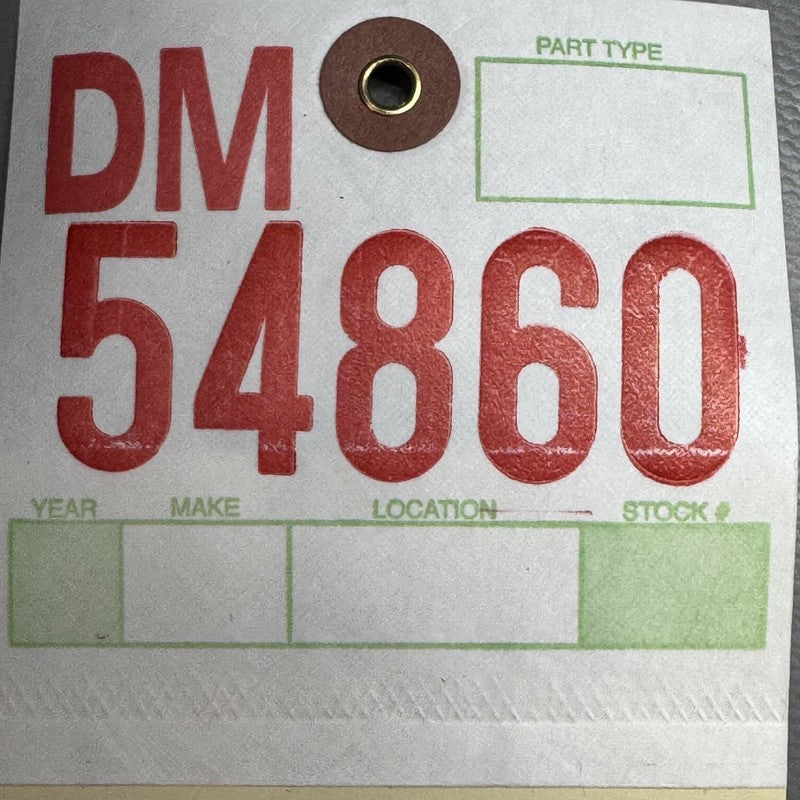 DM
PART TYPE
54860
YEAR MAKE LOCATION STOCK #